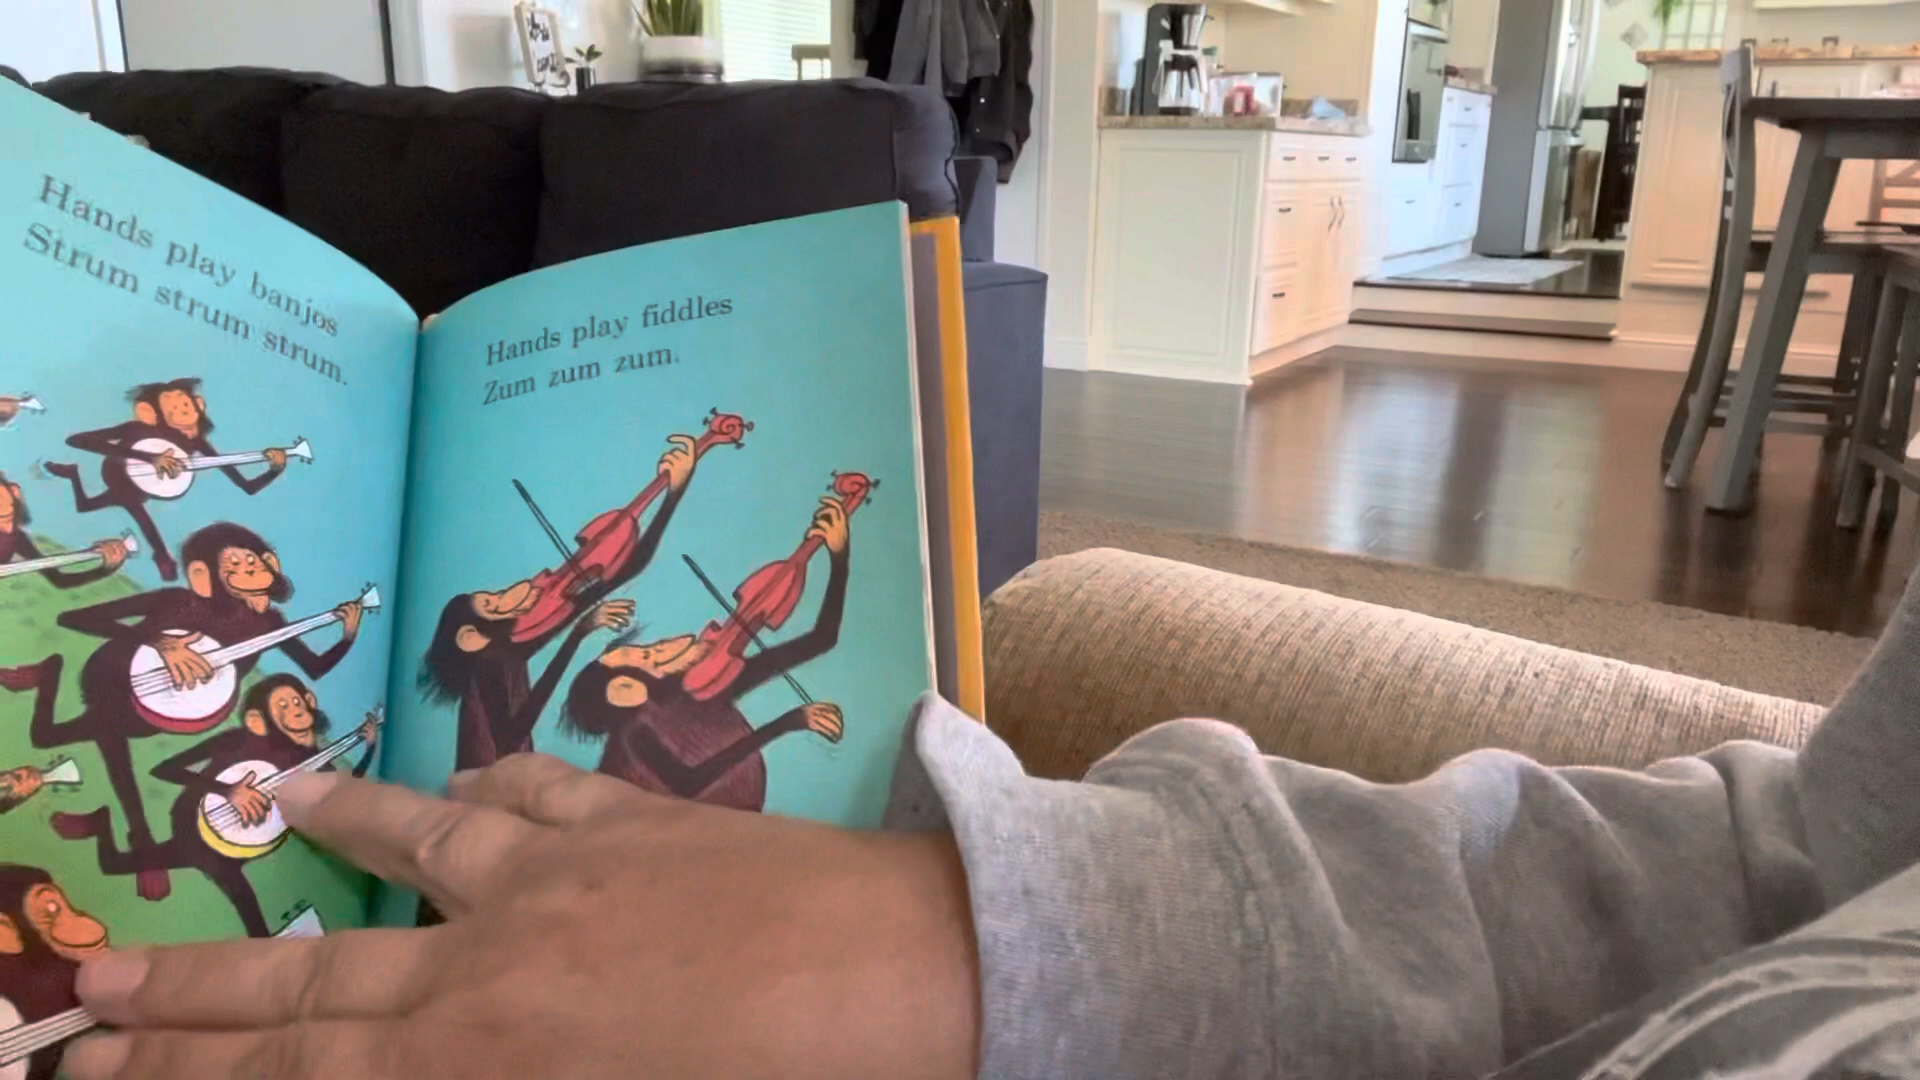 Hands play banjos
Strum strum strum.
Hands play fiddles
Zum zum zum.